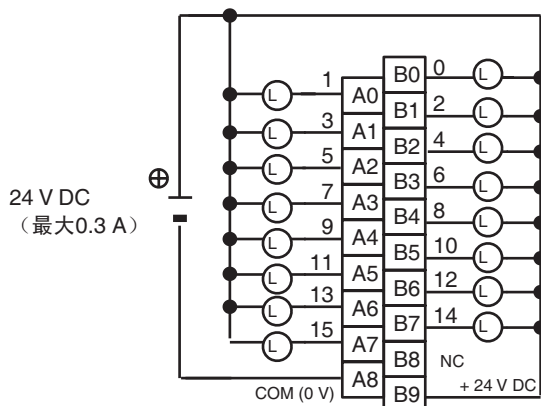 1 A0 B0 0
3 A1 B1 2
5 A2 B2 4
7 A3 B3 6
9 A4 B4 8
11 A5 B5 10
13 A6 B6 12
15 A7 B7 14
A8 B8 NC
COM (0 V) B9 + 24 V DC
L L L L L L L L
L L L L L L L L
⊕
24 V DC
（最大0.3 A）